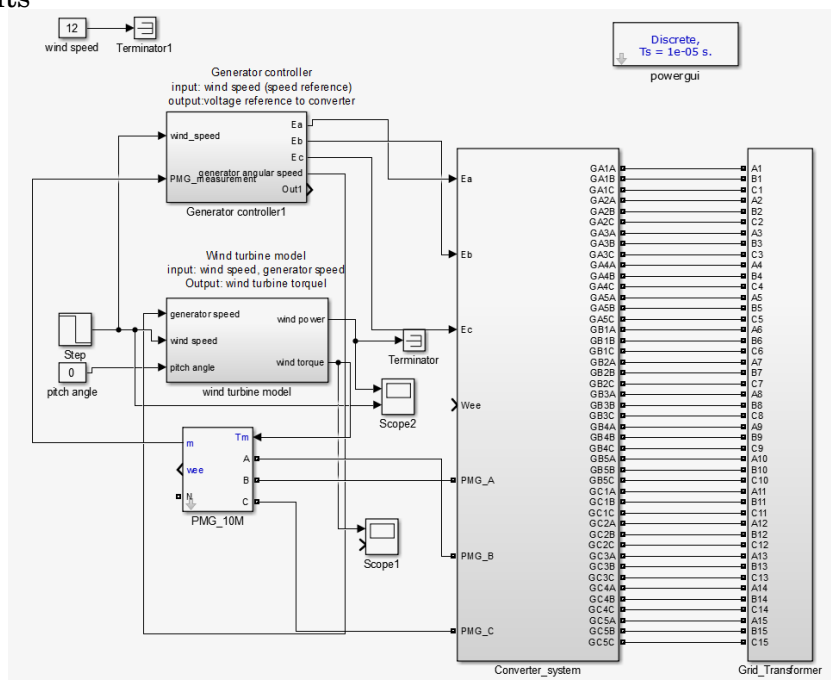 its
12
wind speed
Terminator1
Discrete,
Ts = 1e-05 s.
powergui
Generator controller
input: wind speed (speed reference)
output:voltage reference to converter
wind_speed
PMG_measurement
Ea
Eb
Ec
generator angular speed
Out1
Generator controller1
Wind turbine model
input: wind speed, generator speed
Output: wind turbine torquel
generator speed
wind speed
pitch angle
wind power
wind torque
wind turbine model
Step
0
pitch angle
Terminator
Scope2
m
wee
N
Tm
A
B
C
PMG_10M
Scope1
Ea
Eb
Ec
Wee
PMG_A
PMG_B
PMG_C
GA1A
GA1B
GA1C
GA2A
GA2B
GA2C
GA3A
GA3B
GA3C
GA4A
GA4B
GA4C
GA5A
GA5B
GA5C
GB1A
GB1B
GB1C
GB2A
GB2B
GB2C
GB3A
GB3B
GB3C
GB4A
GB4B
GB4C
GB5A
GB5B
GB5C
GC1A
GC1B
GC1C
GC2A
GC2B
GC2C
GC3A
GC3B
GC3C
GC4A
GC4B
GC4C
GC5A
GC5B
GC5C
Converter_system
A1
B1
C1
A2
B2
C2
A3
B3
C3
A4
B4
C4
A5
B5
C5
A6
B6
C6
A7
B7
C7
A8
B8
C8
A9
B9
C9
A10
B10
C10
A11
B11
C11
A12
B12
C12
A13
B13
C13
A14
B14
C14
A15
B15
C15
Grid_Transformer